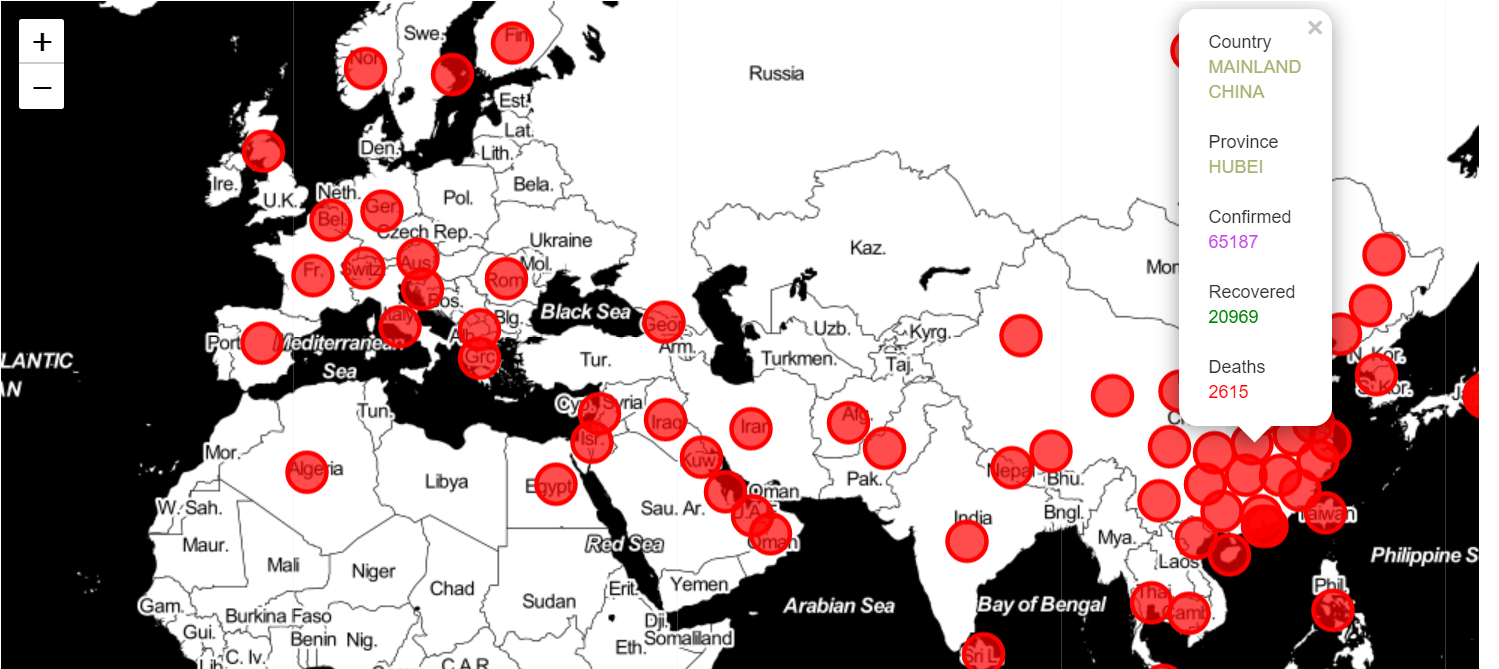 +
−
Swe.
Fin
Nor
Russia
Est.
Lat.
Lith.
Den.
Ire.
U.K.
Neth.
Bel.
Ger.
Pol.
Bela.
Czech Rep.
Ukraine
Fr.
Switz
Aus.
Mol.
Rom
Kaz.
Mon
Bos.
Italy
Blg.
Alb.
Black Sea
Geor
Arm.
Uzb.
Kyrg.
Turkmen.
Taj.
Port.
Mediterranean
Sea
Grc
Tur.
LANTIC
AN
Cyp.
Syria
Tun.
Iraq
Iran
Afg.
Isr.
Kuw.
Mor.
Algeria
Libya
Egypt
Pak.
Nepal
Bhu.
W. Sah.
Sau. Ar.
Oman
U.A.E
Oman
India
Bngl.
Mya.
Laos
Taiwan
Red Sea
Maur.
Mali
Niger
Chad
Sudan
Erit.
Yemen
Arabian Sea
Bay of Bengal
Philippine S
Gam.
Burkina Faso
Gui.
Benin
Nig.
Dji.
Somaliland
Eth.
C. Iv.
Lib.
C.A.R.
Thai.
Camb.
Phil.
Sri L
N. Kor.
S. Kor.
J
C
×
Country
MAINLAND
CHINA
Province
HUBEI
Confirmed
65187
Recovered
20969
Deaths
2615